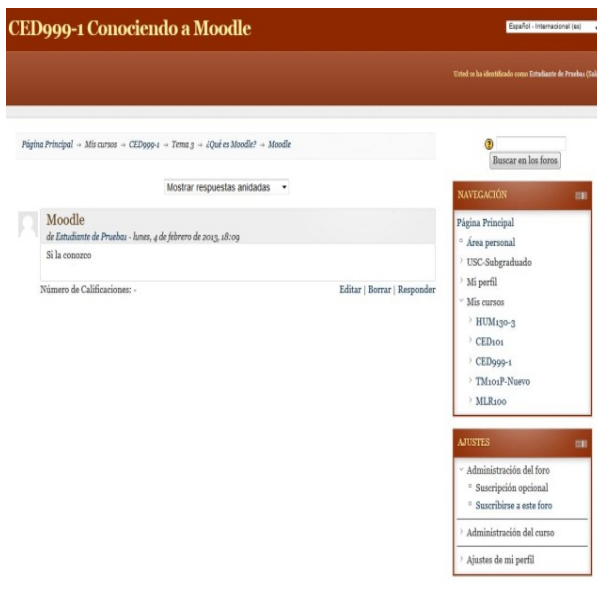 CED999-1 Conociendo a Moodle
Español - Internacional (es)
Usted se ha identificado como Estudiante de Pruebas (Sal
Página Principal → Mis cursos → CED999-1 → Tema 3 → ¿Qué es Moodle? → Moodle
Buscar en los foros
Mostrar respuestas anidadas
Moodle
de Estudiante de Pruebas - lunes, 4 de febrero de 2013, 18:09
Si la conozco
Número de Calificaciones: -
Editar | Borrar | Responder
NAVEGACIÓN
Página Principal
Área personal
USC-Subgraduado
Mi perfil
Mis cursos
HUM130-3
CED101
CED999-1
TM101P-Nuevo
MLR100
AJUSTES
Administración del foro
Suscripción opcional
Suscribirse a este foro
Administración del curso
Ajustes de mi perfil